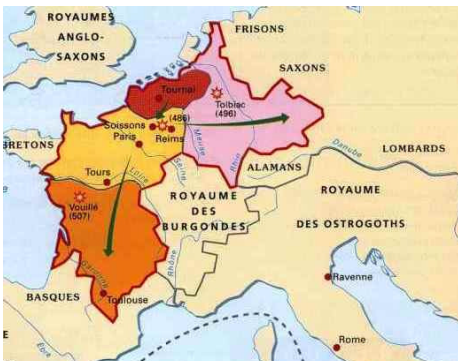 ROYAUMES
ANGLO-
SAXONS
FRISONS
SAXONS
Tournai
Tolbiac
(496)
Soissons
(486)
Paris
Reims
Meuse
Rhin
Seine
BRETONS
Danube
LOMBARDS
ALAMANS
Tours
Loire
Vouillé
(507)
ROYAUME
DES
BURGONDES
ROYAUME
DES OSTROGOTHS
Garonne
Rhône
Ravenne
BASQUES
Toulouse
E
Ebre
Rome